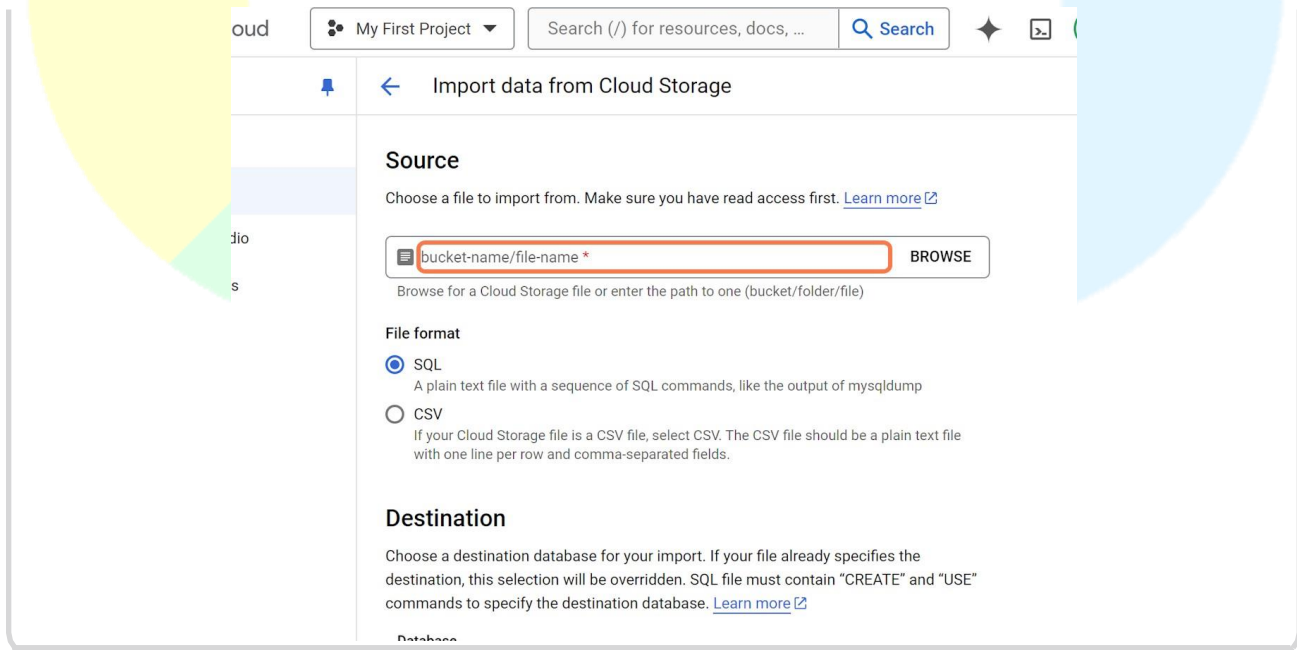 oud
My First Project
Search (/) for resources, docs, ...
Search
Import data from Cloud Storage
Source
Choose a file to import from. Make sure you have read access first. Learn more
dio
bucket-name/file-name *
BROWSE
s
Browse for a Cloud Storage file or enter the path to one (bucket/folder/file)
File format
SQL
A plain text file with a sequence of SQL commands, like the output of mysqldump
CSV
If your Cloud Storage file is a CSV file, select CSV. The CSV file should be a plain text file
with one line per row and comma-separated fields.
Destination
Choose a destination database for your import. If your file already specifies the
destination, this selection will be overridden. SQL file must contain “CREATE” and “USE”
commands to specify the destination database. Learn more
Database